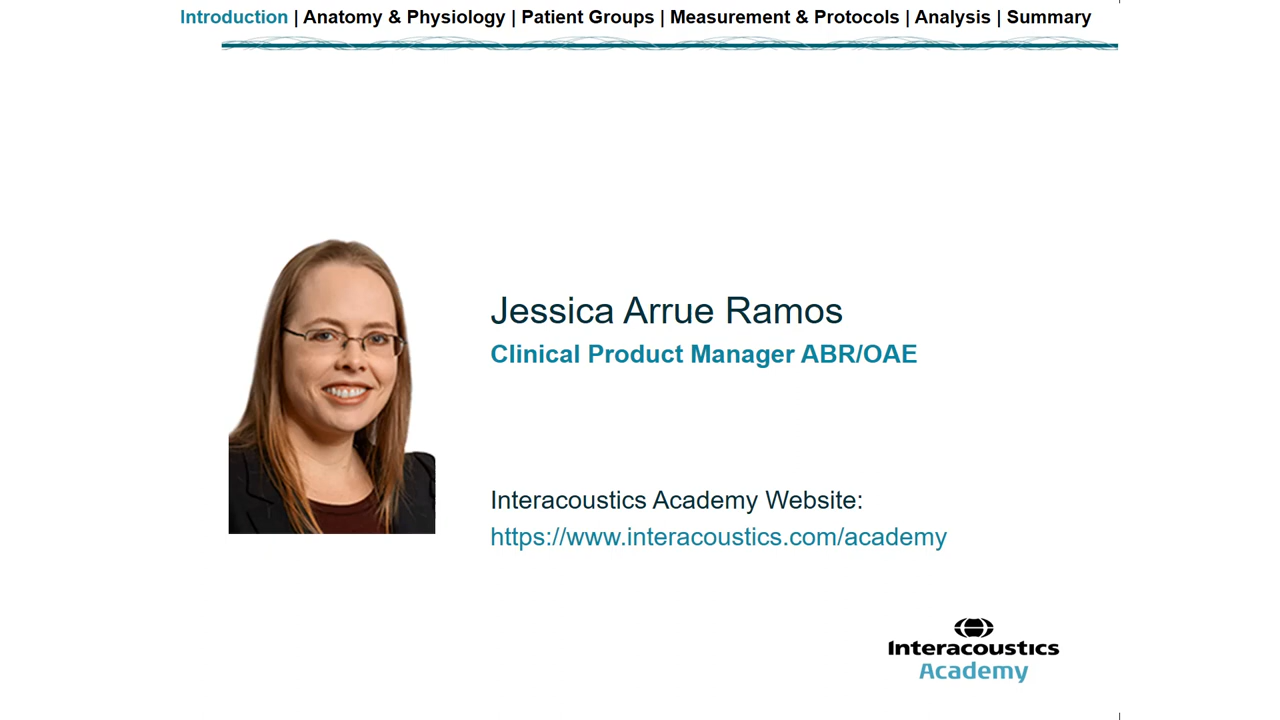 Introduction | Anatomy & Physiology | Patient Groups | Measurement & Protocols | Analysis | Summary
Jessica Arrue Ramos
Clinical Product Manager ABR/OAE
Interacoustics Academy Website:
https://www.interacoustics.com/academy
Interacoustics
Academy